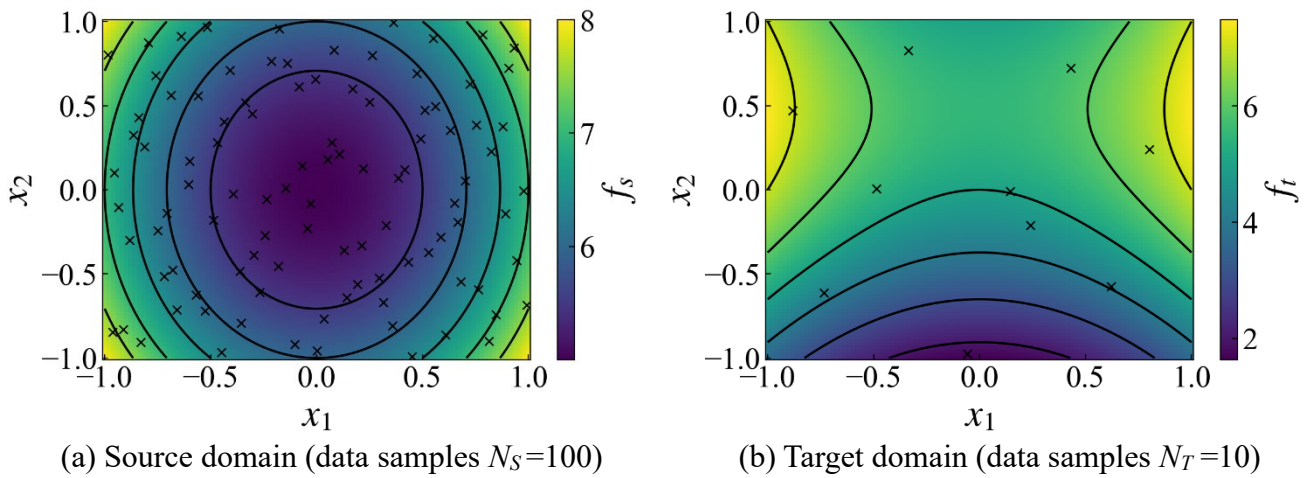 1.0
0.5
0.0
−0.5
−1.0
x₂
−1.0 −0.5 0.0 0.5 1.0
x₁
8
7
6
fₛ
1.0
0.5
0.0
−0.5
−1.0
x₂
−1.0 −0.5 0.0 0.5 1.0
x₁
6
4
2
fₜ
(a) Source domain (data samples N_S=100)
(b) Target domain (data samples N_T=10)